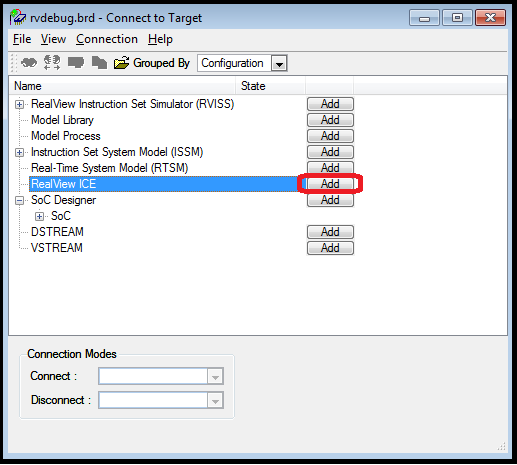 rvdebug.brd - Connect to Target
File View Connection Help
Grouped By Configuration
Name State
RealView Instruction Set Simulator (RVISS) Add
Model Library Add
Model Process Add
Instruction Set System Model (ISSM) Add
Real-Time System Model (RTSM) Add
RealView ICE Add
SoC Designer Add
SoC
DSTREAM Add
VSTREAM Add
Connection Modes
Connect :
Disconnect :